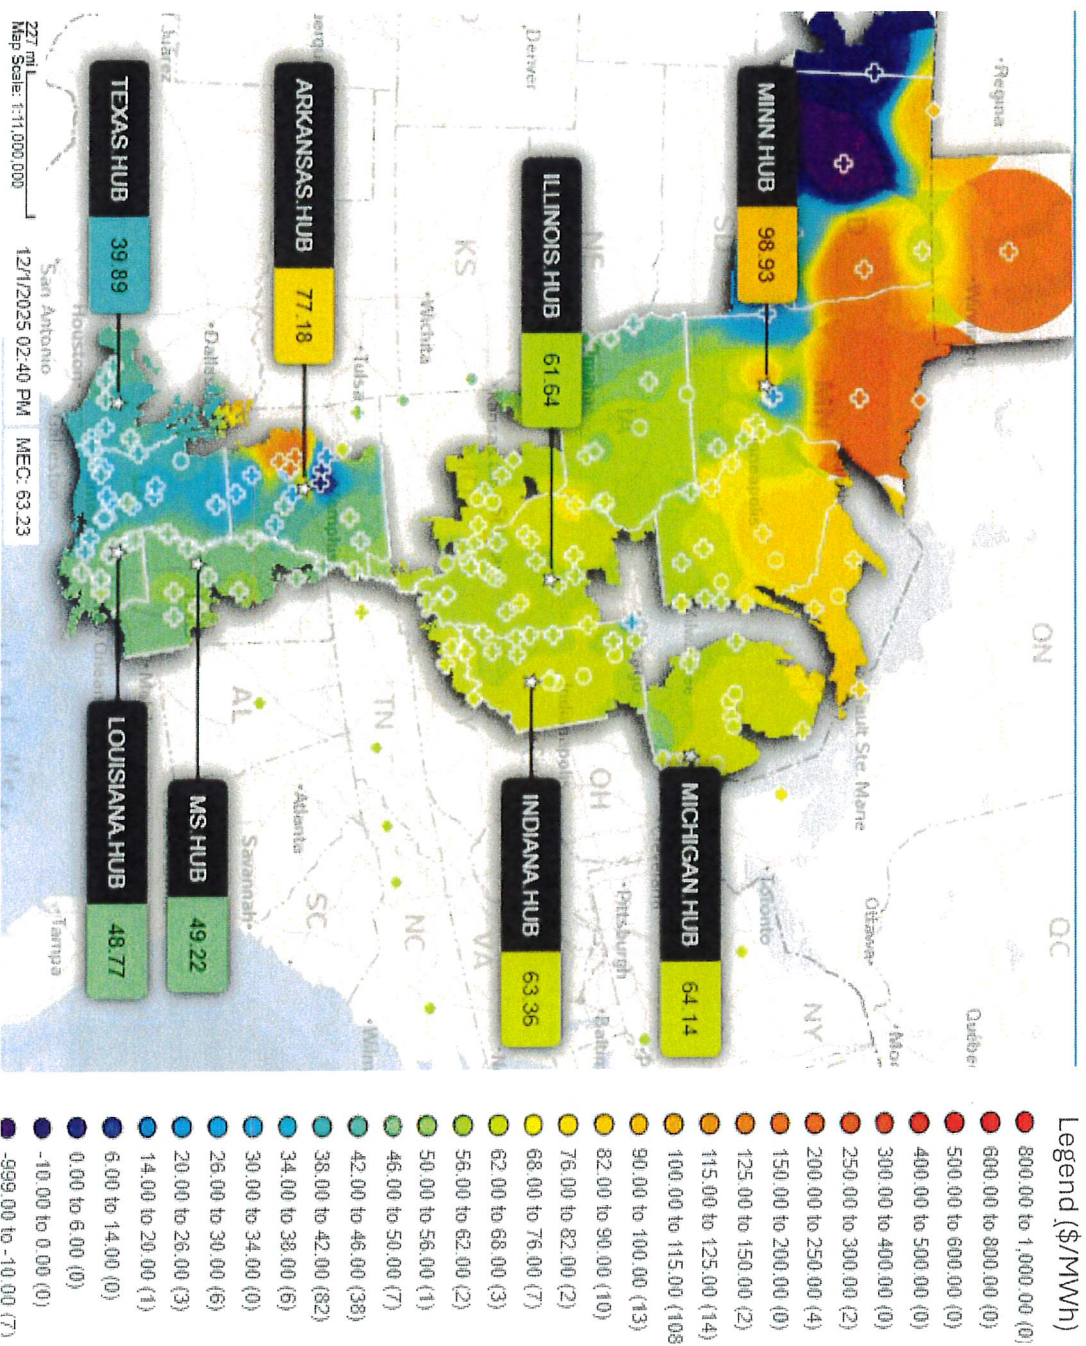 Regina
Winnipeg
ON
QC
Québec
Sault Ste. Marie
Ottawa
Toronto
NY
MINN.HUB 98.93
SD
NE
Denver
ILLINOIS.HUB 61.64
MICHIGAN.HUB 64.14
INDIANA.HUB 63.36
OH
Pittsburgh
IA
KS
Wichita
Tulsa
ARKANSAS.HUB 77.18
TEXAS.HUB 39.89
Dallas
Juárez
San Antonio
Houston
TN
NC
VA
SC
AL
Atlanta
Savannah
Tampa
MS.HUB 49.22
LOUISIANA.HUB 48.77
227 mi
Map Scale: 1:11,000,000
12/1/2025 02:40 PM MEC: 63.23
Legend ($/MWh)
800.00 to 1,000.00 (0)
600.00 to 800.00 (0)
500.00 to 600.00 (0)
400.00 to 500.00 (0)
300.00 to 400.00 (0)
250.00 to 300.00 (2)
200.00 to 250.00 (4)
150.00 to 200.00 (0)
125.00 to 150.00 (2)
115.00 to 125.00 (14)
100.00 to 115.00 (108
90.00 to 100.00 (13)
82.00 to 90.00 (10)
76.00 to 82.00 (2)
68.00 to 76.00 (7)
62.00 to 68.00 (3)
56.00 to 62.00 (2)
50.00 to 56.00 (1)
46.00 to 50.00 (7)
42.00 to 46.00 (38)
38.00 to 42.00 (82)
34.00 to 38.00 (6)
30.00 to 34.00 (0)
26.00 to 30.00 (6)
20.00 to 26.00 (3)
14.00 to 20.00 (1)
6.00 to 14.00 (0)
0.00 to 6.00 (0)
-10.00 to 0.00 (0)
-999.00 to -10.00 (7)